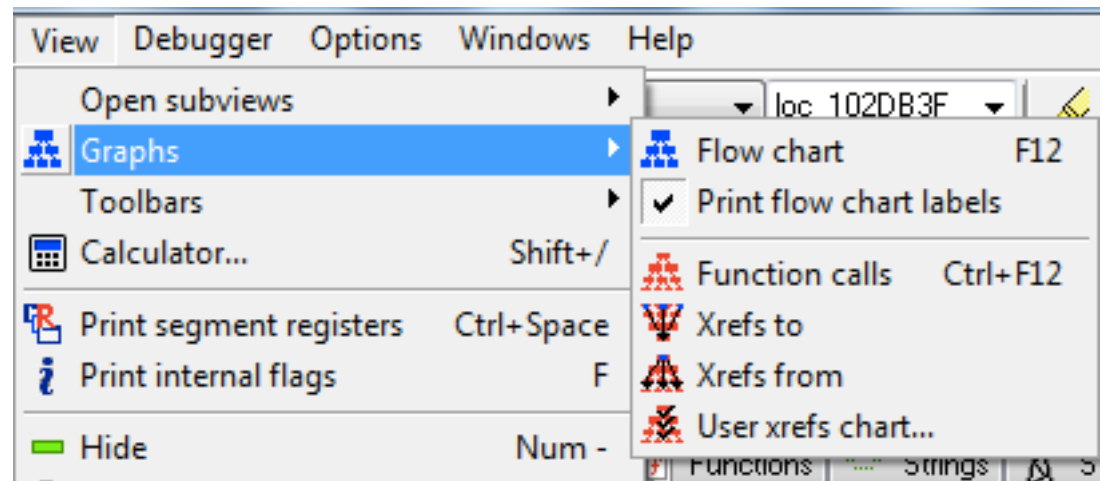 View Debugger Options Windows Help
Open subviews
loc_102DB3F
Graphs
Flow chart F12
Toolbars
Print flow chart labels
Calculator... Shift+/
Function calls Ctrl+F12
Print segment registers Ctrl+Space
Xrefs to
Print internal flags F
Xrefs from
User xrefs chart...
Hide Num -
Functions Strings